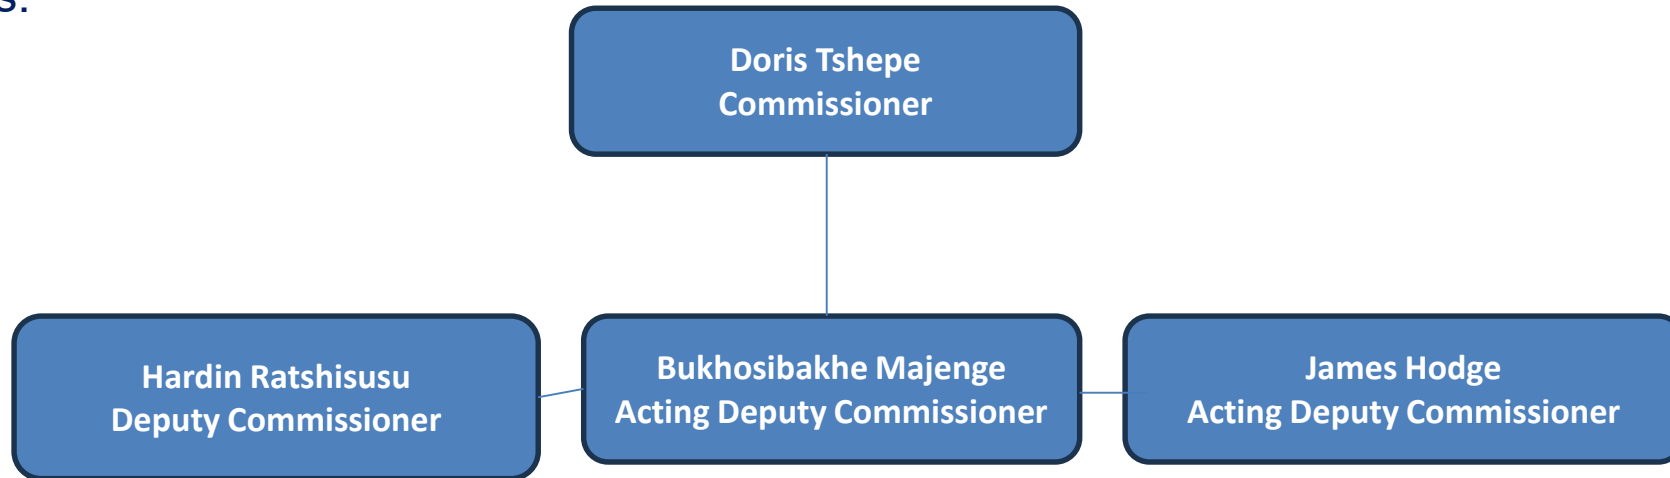 s:
Doris Tshepe
Commissioner
Hardin Ratshisusu
Deputy Commissioner
Bukhosibakhe Majenge
Acting Deputy Commissioner
James Hodge
Acting Deputy Commissioner